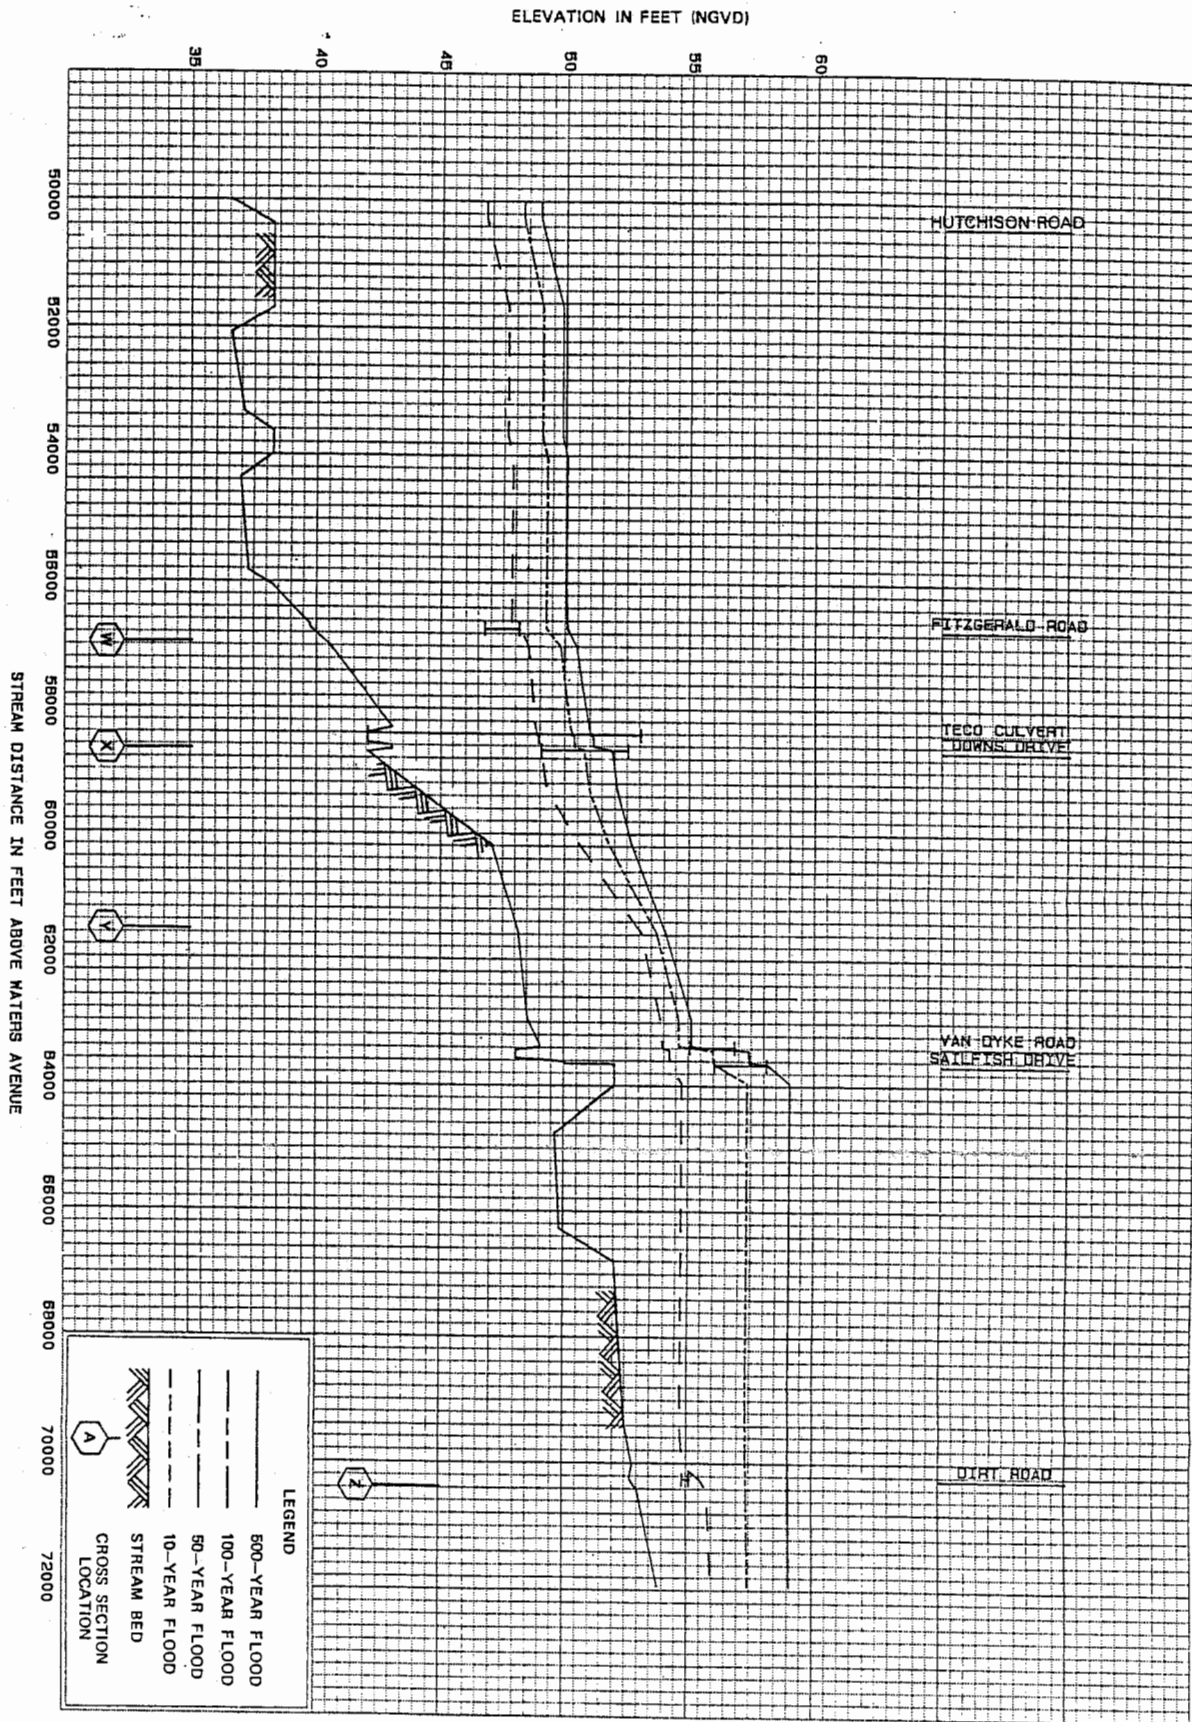 ELEVATION IN FEET (NGVD)
35
40
45
50
55
60
HUTCHISON ROAD
FITZGERALD ROAD
TECO CULVERT
DOWNS DRIVE
VAN DYKE ROAD
SAILFISH DRIVE
DIRT ROAD
50000
52000
54000
56000
58000
60000
62000
64000
66000
68000
70000
72000
W
X
Y
Z
STREAM DISTANCE IN FEET ABOVE WATERS AVENUE
LEGEND
500-YEAR FLOOD
100-YEAR FLOOD
50-YEAR FLOOD
10-YEAR FLOOD
STREAM BED
A
CROSS SECTION
LOCATION